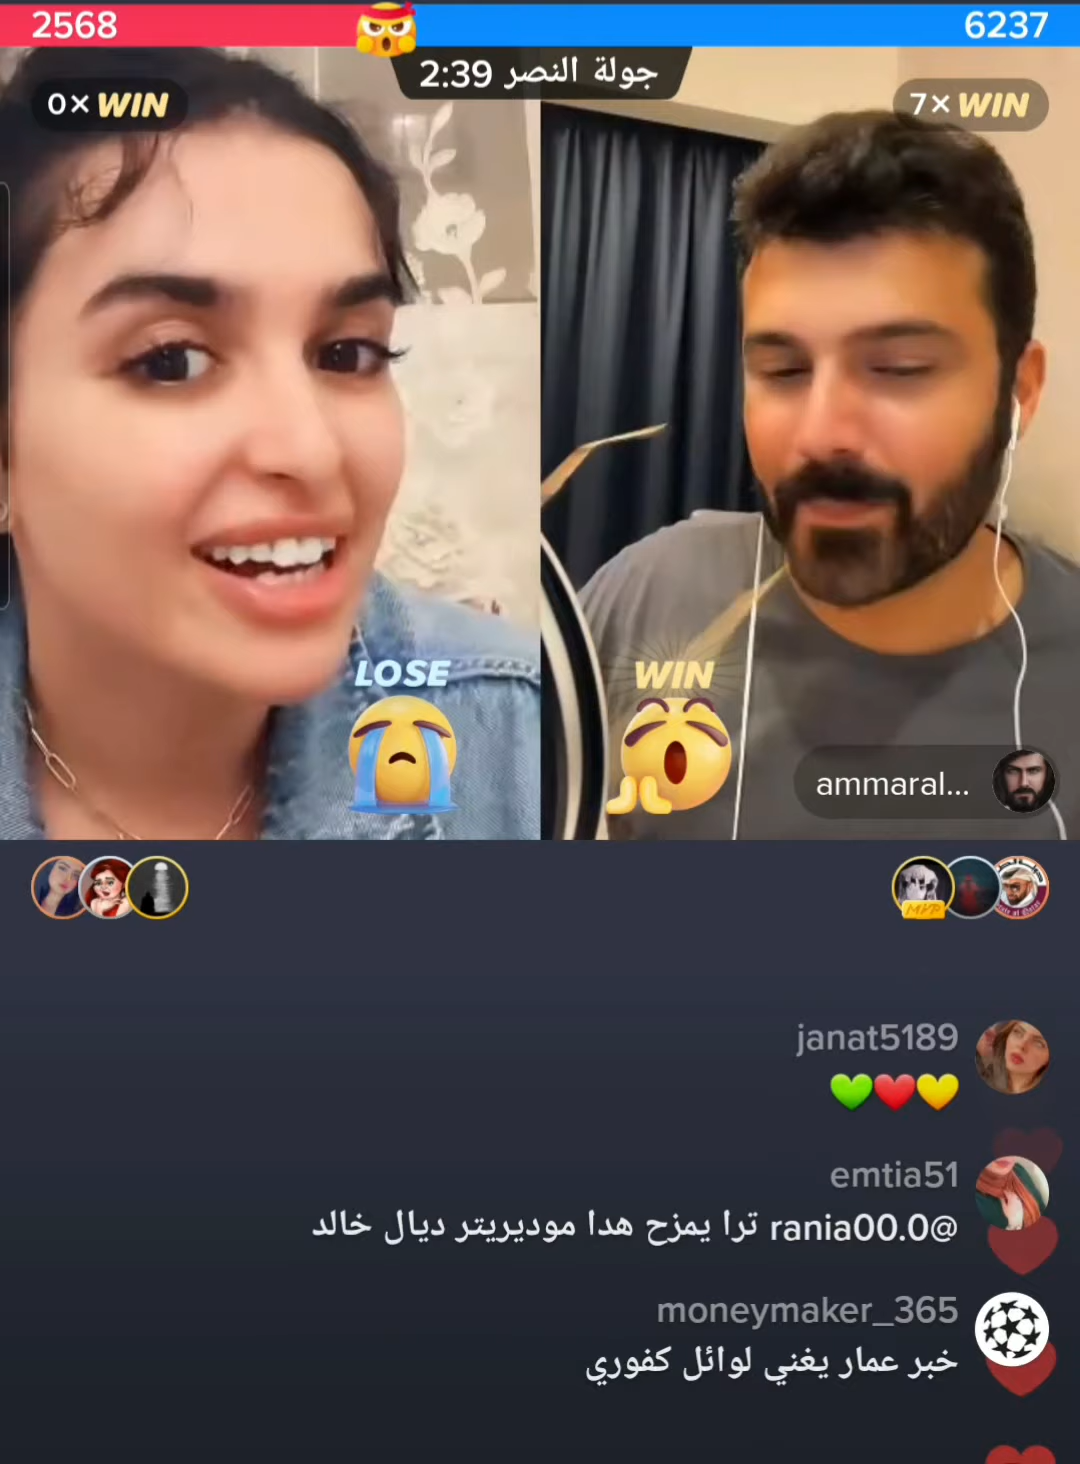 2568
6237
جولة النصر 2:39
0× WIN
7× WIN
LOSE
WIN
ammaral...
MVP
janat5189
💚❤️💛
emtia51
@rania00.0 ترا يمزح هدا موديريتر ديال خالد
moneymaker_365
خبر عمار يغني لوائل كفوري